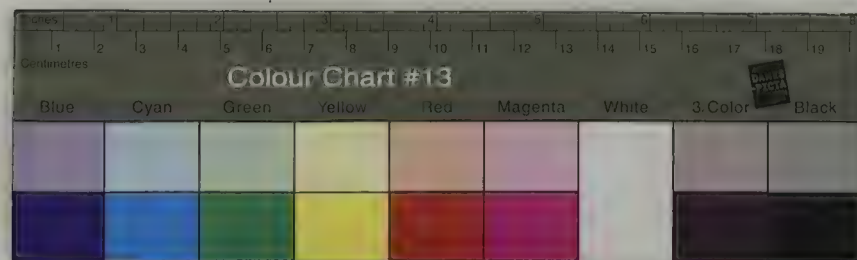 Inches 1 2 3 4 5 6 8
1 2 3 4 5 6 7 8 9 10 11 12 13 14 15 16 17 18 19
Centimetres
Colour Chart #13
DANES
PICTA
Blue Cyan Green Yellow Red Magenta White 3.Color Black